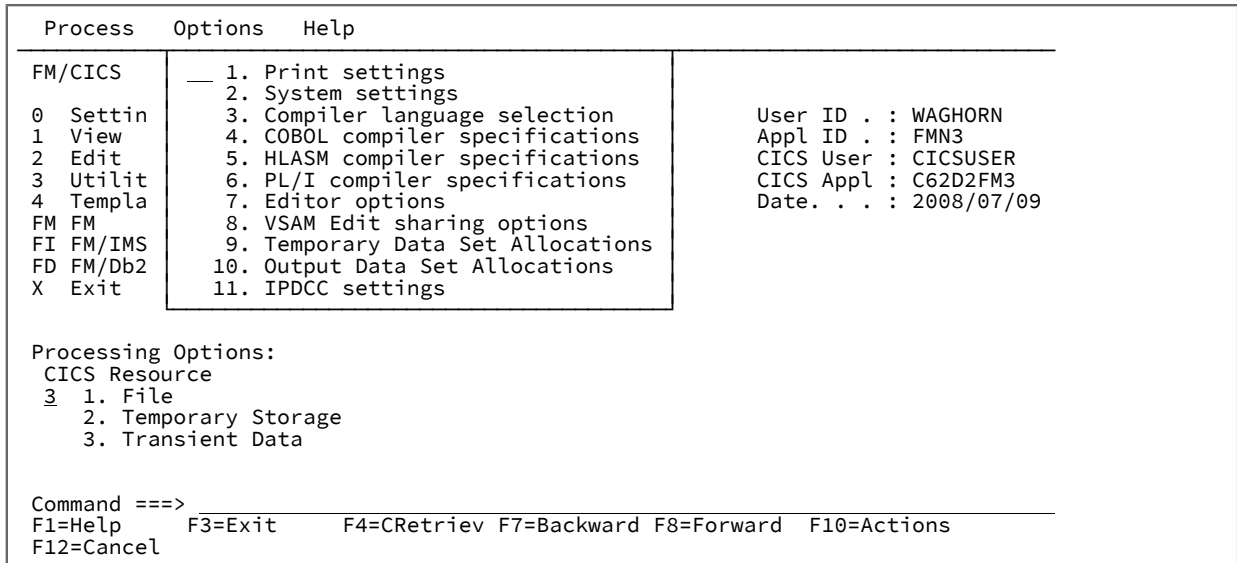 Process Options Help
FM/CICS __ 1. Print settings
2. System settings
0 Settin 3. Compiler language selection User ID . : WAGHORN
1 View 4. COBOL compiler specifications Appl ID . : FMN3
2 Edit 5. HLASM compiler specifications CICS User : CICSUSER
3 Utilit 6. PL/I compiler specifications CICS Appl : C62D2FM3
4 Templa 7. Editor options Date. . . : 2008/07/09
FM FM 8. VSAM Edit sharing options
FI FM/IMS 9. Temporary Data Set Allocations
FD FM/Db2 10. Output Data Set Allocations
X Exit 11. IPDCC settings
Processing Options:
CICS Resource
3 1. File
2. Temporary Storage
3. Transient Data
Command ===>
F1=Help F3=Exit F4=CRetriev F7=Backward F8=Forward F10=Actions
F12=Cancel